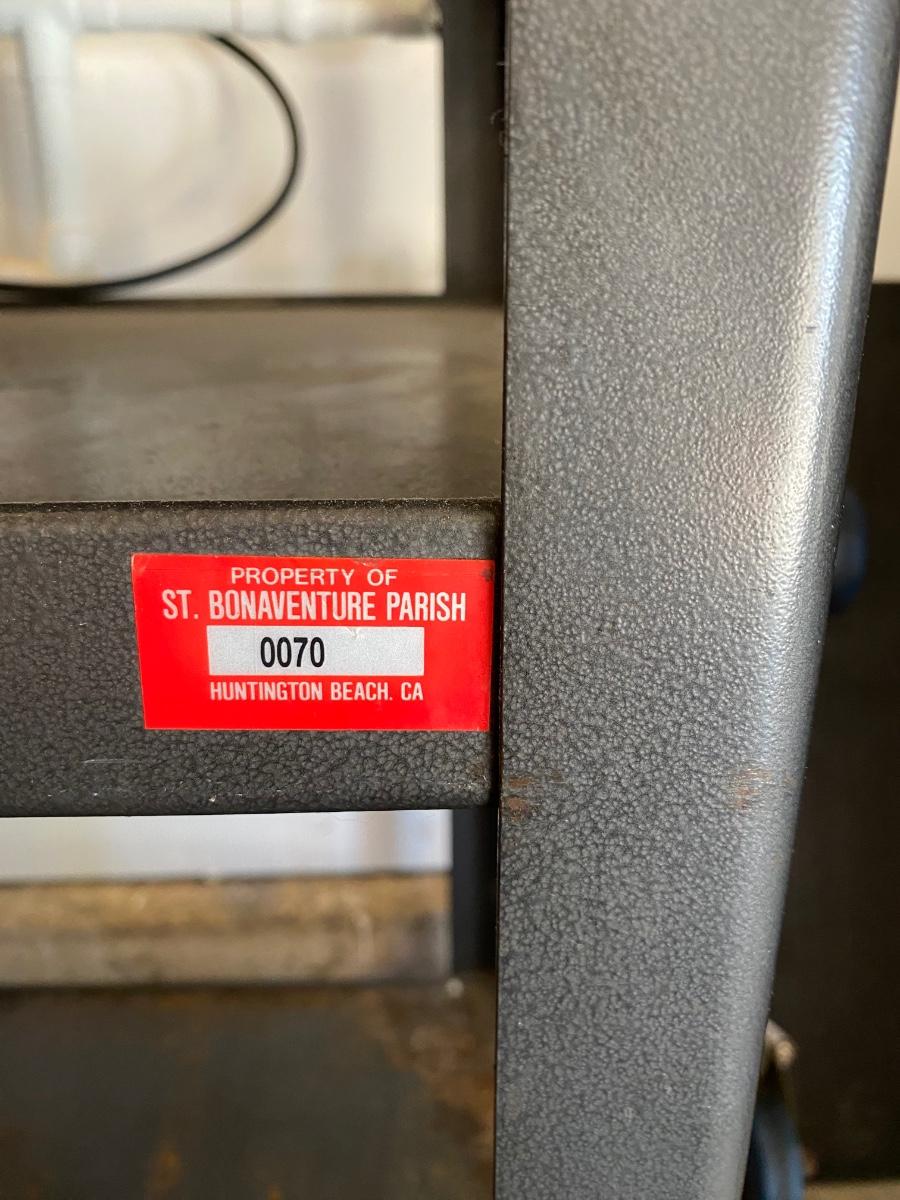 PROPERTY OF
ST. BONAVENTURE PARISH
0070
HUNTINGTON BEACH. CA